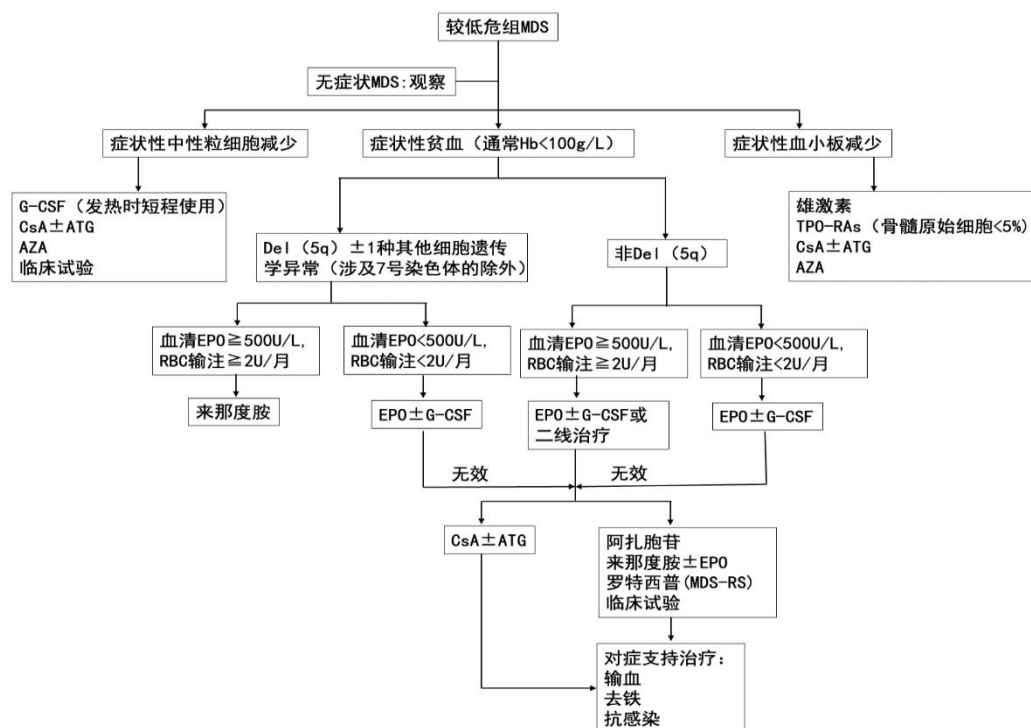 较低危组MDS
无症状MDS:观察
症状性中性粒细胞减少
症状性贫血（通常Hb<100g/L）
症状性血小板减少
G-CSF（发热时短程使用）
CsA±ATG
AZA
临床试验
雄激素
TPO-RAs（骨髓原始细胞<5%）
CsA±ATG
AZA
Del（5q）±1种其他细胞遗传
学异常（涉及7号染色体的除外）
非Del（5q）
血清EPO≧500U/L,
RBC输注≧2U/月
血清EPO<500U/L,
RBC输注<2U/月
血清EPO≧500U/L,
RBC输注≧2U/月
血清EPO<500U/L,
RBC输注<2U/月
来那度胺
EPO±G-CSF
EPO±G-CSF或
二线治疗
EPO±G-CSF
无效
无效
CsA±ATG
阿扎胞苷
来那度胺±EPO
罗特西普(MDS-RS)
临床试验
对症支持治疗：
输血
去铁
抗感染